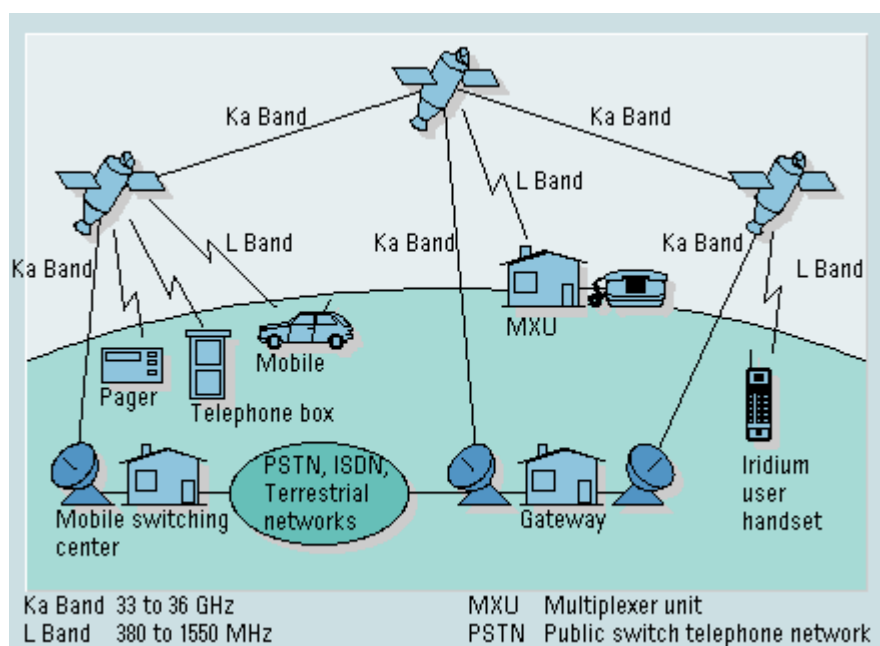 Ka Band
Ka Band
L Band
L Band
Ka Band
Ka Band
Ka Band
L Band
MXU
Mobile
Pager
Telephone box
PSTN, ISDN,
Terrestrial
networks
Mobile switching
center
Gateway
Iridium
user
handset
Ka Band 33 to 36 GHz
L Band 380 to 1550 MHz
MXU Multiplexer unit
PSTN Public switch telephone network